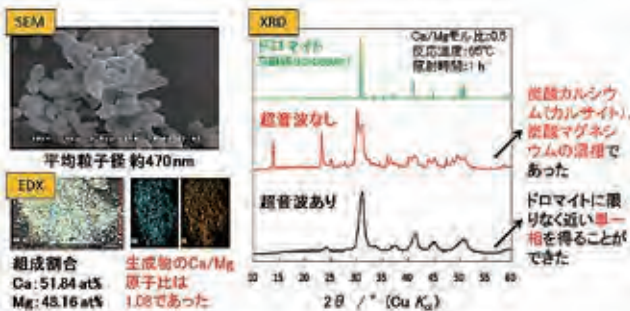 SEM
平均粒子径 約470nm
EDX
組成割合
Ca:51.84 at%
Mg:48.16 at%
生成物のCa/Mg
原子比は
1.08であった
XRD
ドロマイト
Ca/Mgモル比:0.5
反応温度:65℃
照射時間:1 h
超音波なし
超音波あり
10 15 20 25 30 35 40 45 50 55 60
2θ /° (Cu Kα)
炭酸カルシウ
ム(カルサイト),
炭酸マグネシ
ウムの混相で
あった
ドロマイトに限
りなく近い単一
相を得ることが
できた